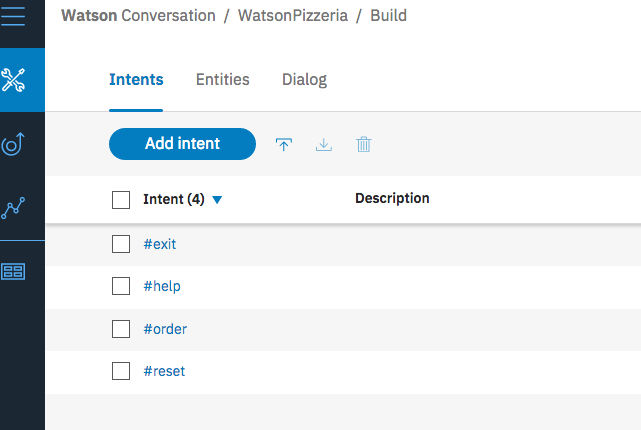 Watson Conversation / WatsonPizzeria / Build
Intents Entities Dialog
Add intent
Intent (4) Description
#exit
#help
#order
#reset